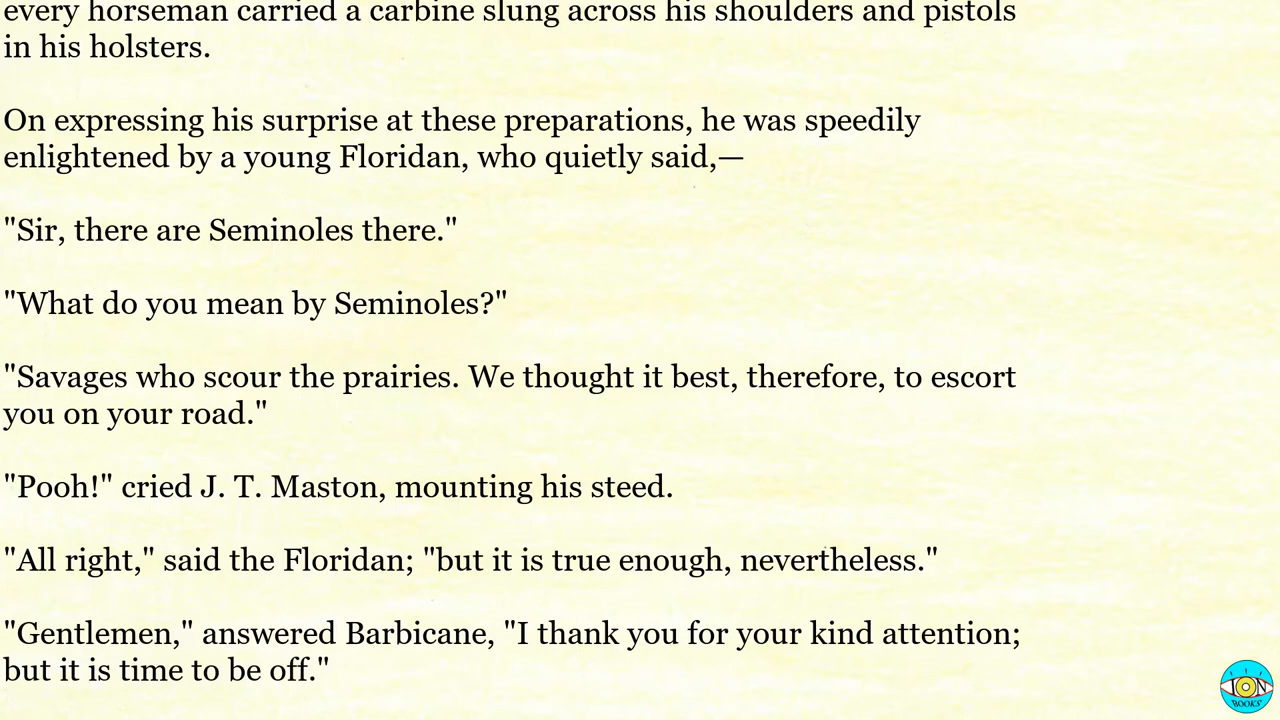 every horseman carried a carbine slung across his shoulders and pistols
in his holsters.
On expressing his surprise at these preparations, he was speedily
enlightened by a young Floridan, who quietly said,—
"Sir, there are Seminoles there."
"What do you mean by Seminoles?"
"Savages who scour the prairies. We thought it best, therefore, to escort
you on your road."
"Pooh!" cried J. T. Maston, mounting his steed.
"All right," said the Floridan; "but it is true enough, nevertheless."
"Gentlemen," answered Barbicane, "I thank you for your kind attention;
but it is time to be off."
ION
BOOKS